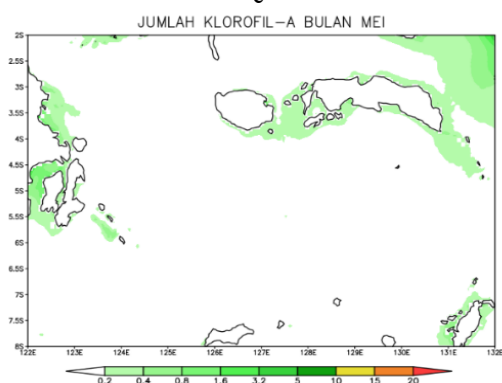 JUMLAH KLOROFIL-A BULAN MEI
2S
2.5S
3S
3.5S
4S
4.5S
5S
5.5S
6S
6.5S
7S
7.5S
8S
122E 123E 124E 125E 126E 127E 128E 129E 130E 131E 132E
0.2 0.4 0.8 1.6 3.2 5 10 15 20